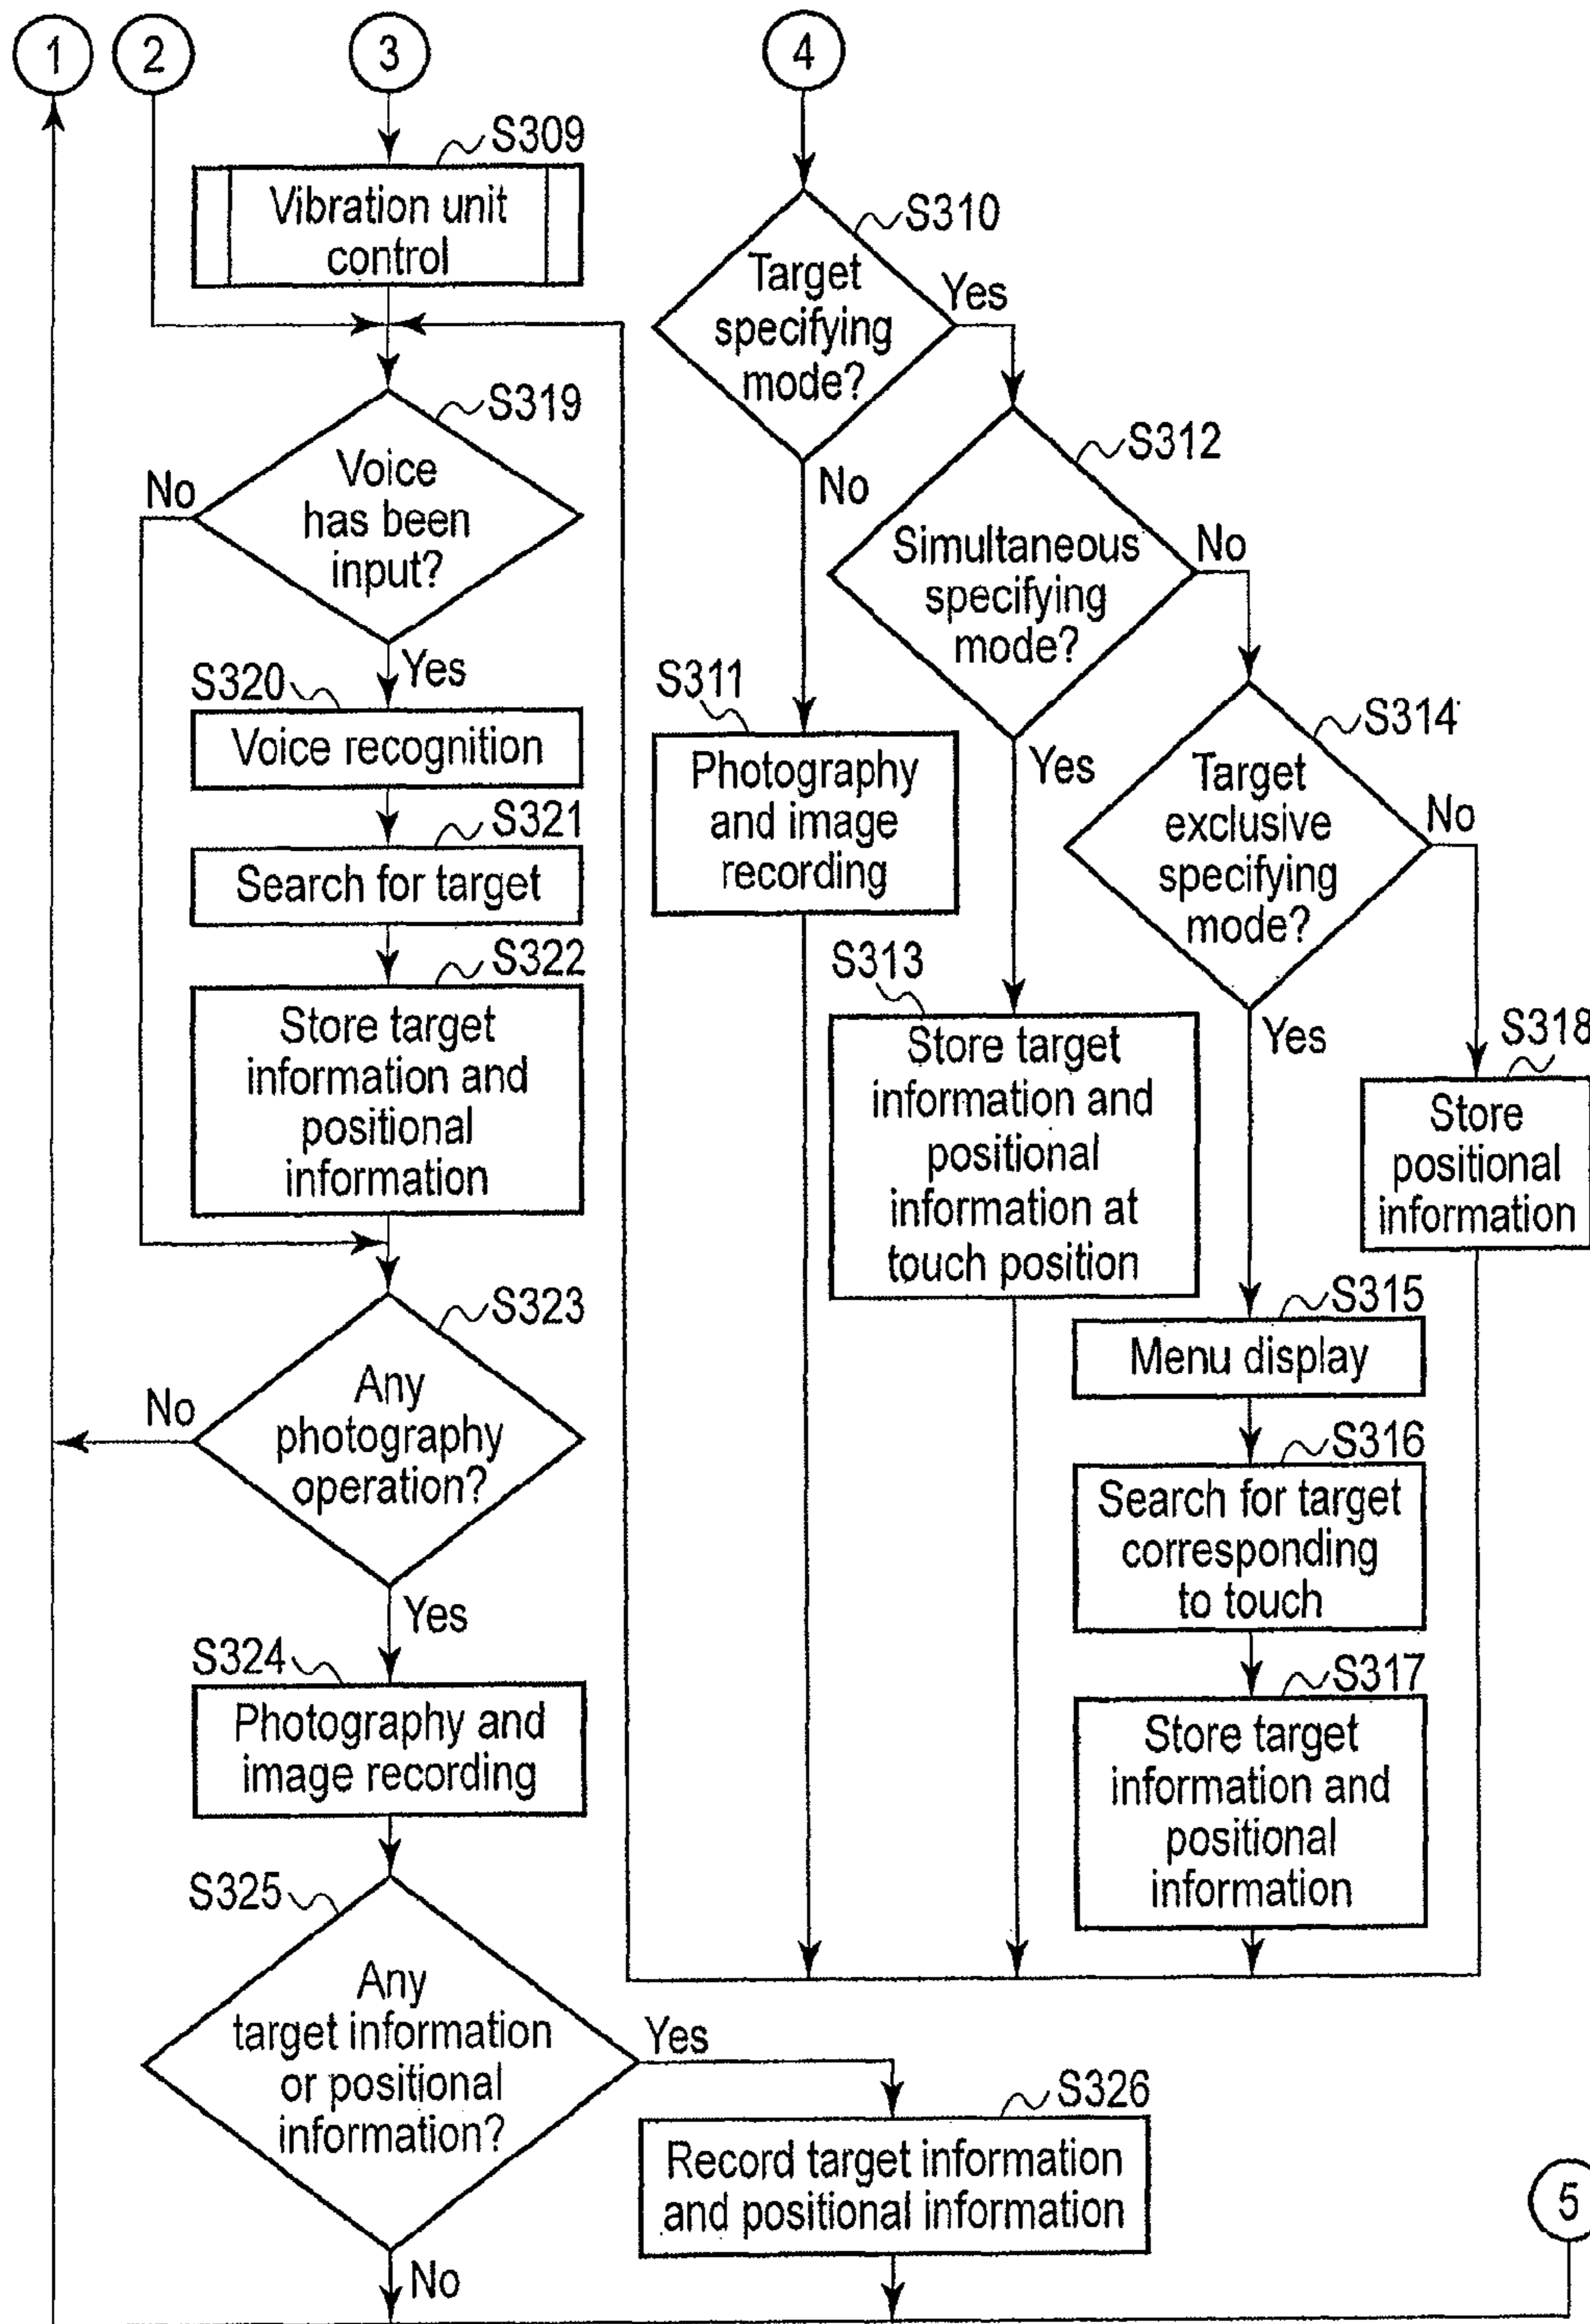 1
2
3
4
S309
Vibration unit
control
S310
Target
specifying
mode?
Yes
No
S319
Voice
has been
input?
No
Yes
S312
Simultaneous
specifying
mode?
No
Yes
S320
Voice recognition
S311
Photography
and image
recording
S314
Target
exclusive
specifying
mode?
No
Yes
S321
Search for target
S322
Store target
information and
positional
information
S313
Store target
information and
positional
information at
touch position
S318
Store
positional
information
S323
Any
photography
operation?
No
Yes
S315
Menu display
S316
Search for target
corresponding
to touch
S324
Photography and
image recording
S317
Store target
information and
positional
information
S325
Any
target information
or positional
information?
Yes
No
S326
Record target information
and positional information
5